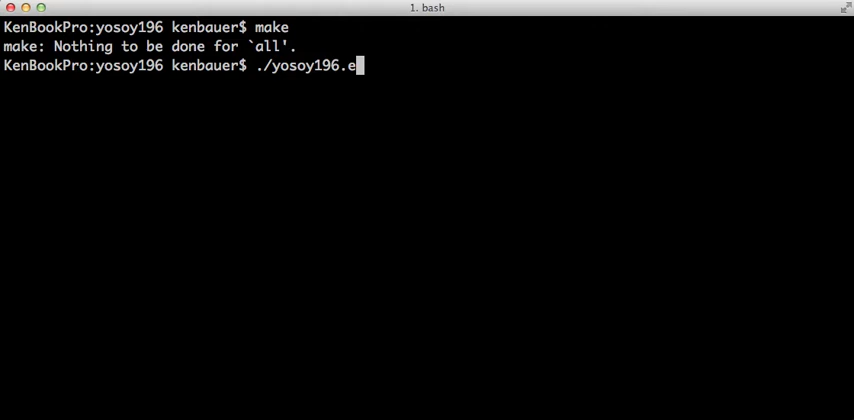 1. bash
KenBookPro:yosoy196 kenbauer$ make
make: Nothing to be done for `all'.
KenBookPro:yosoy196 kenbauer$ ./yosoy196.e